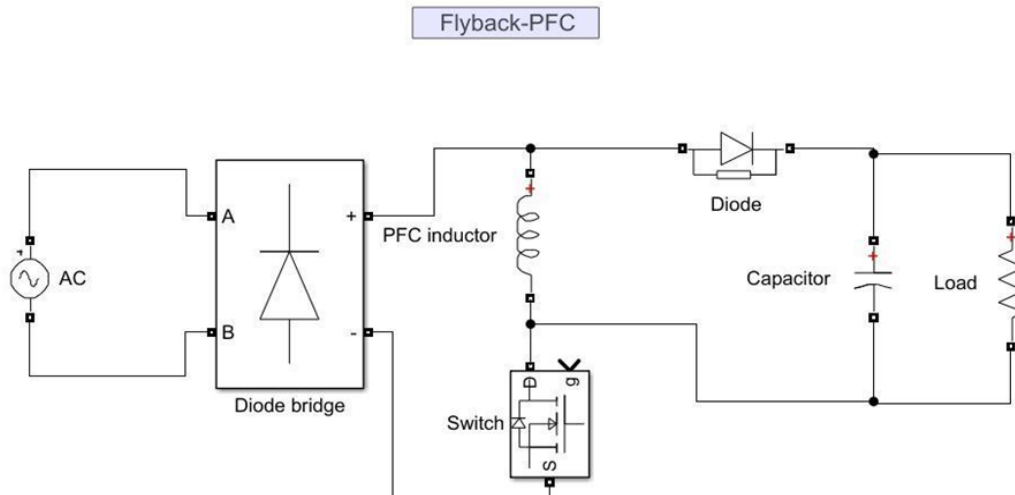 Flyback-PFC
A
+
PFC inductor
Diode
AC
Capacitor
Load
B
-
Diode bridge
D
g
Switch
S